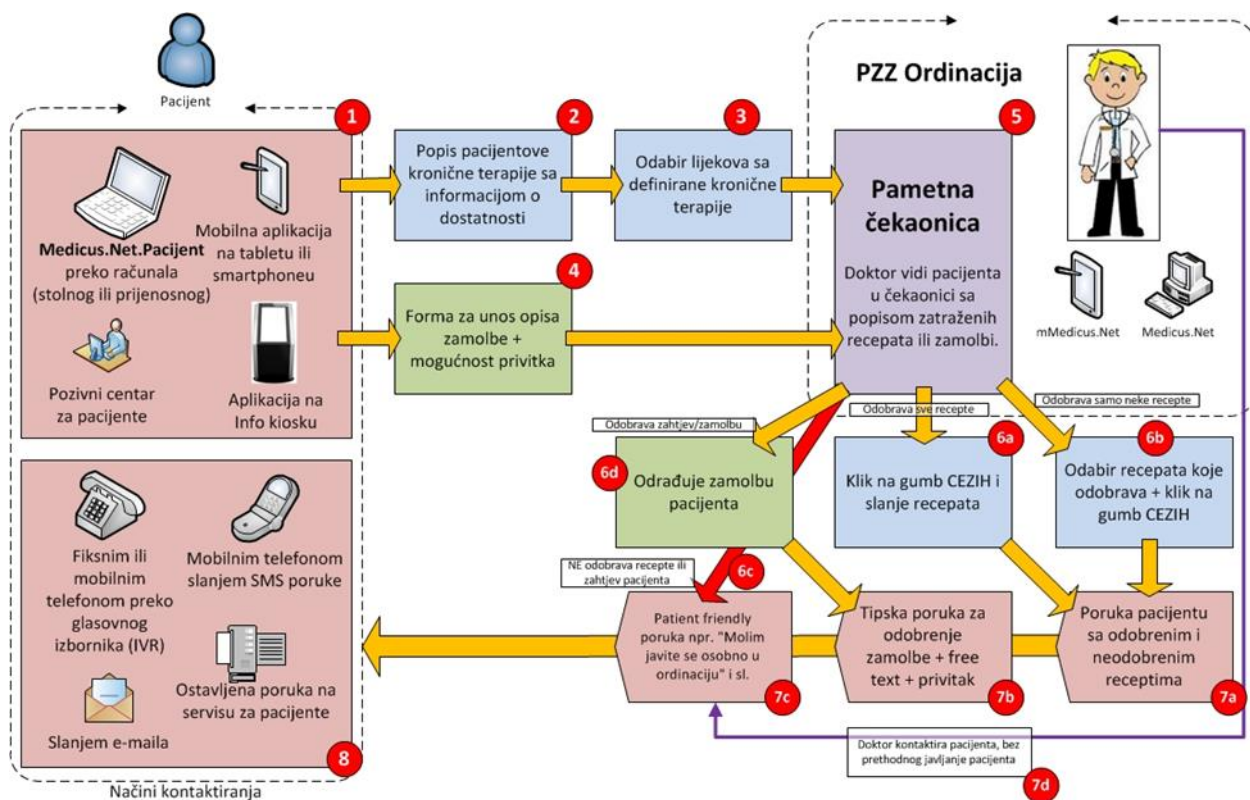 Pacijent
1
Medicus.Net.Pacijent
preko računala
(stolnog ili prijenosnog)
Mobilna aplikacija
na tabletu ili
smartphoneu
Pozivni centar
za pacijente
Aplikacija na
Info kiosku
2
Popis pacijentove
kronične terapije sa
informacijom o
dostatnosti
3
Odabir lijekova sa
definirane kronične
terapije
4
Forma za unos opisa
zamolbe +
mogućnost privitka
PZZ Ordinacija
5
Pametna
čekaonica
Doktor vidi pacijenta
u čekaonici sa
popisom zatraženih
recepata ili zamolbi.
mMedicus.Net
Medicus.Net
Odobrava zahtjev/zamolbu
Odobrava sve recepte
Odobrava samo neke recepte
6d
Odrađuje zamolbu
pacijenta
6a
Klik na gumb CEZIH i
slanje recepata
6b
Odabir recepata koje
odobrava + klik na
gumb CEZIH
NE odobrava recepte ili
zahtjev pacijenta
6c
Patient friendly
poruka npr. "Molim
javite se osobno u
ordinaciju" i sl.
7c
Tipska poruka za
odobrenje
zamolbe + free
text + privitak
7b
Poruka pacijentu
sa odobrenim i
neodobrenim
receptima
7a
Doktor kontaktira pacijenta, bez
prethodnog javljanje pacijenta
7d
Fiksnim ili
mobilnim
telefonom preko
glasovnog
izbornika (IVR)
Mobilnim telefonom
slanjem SMS poruke
Ostavljena poruka na
servisu za pacijente
Slanjem e-maila
8
Načini kontaktiranja